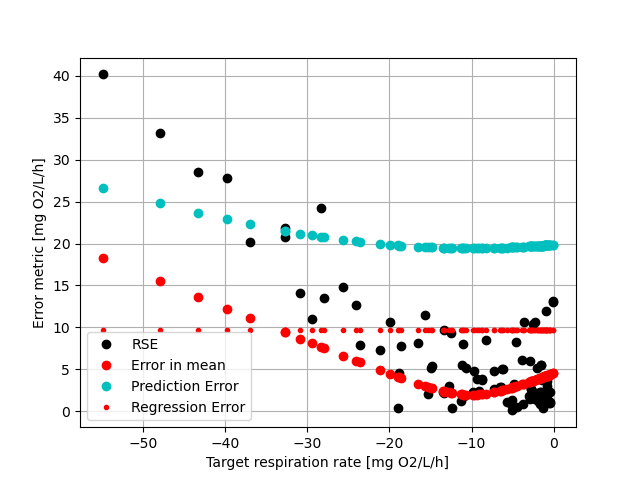 40
35
30
25
20
15
10
5
0
Error metric [mg O2/L/h]
RSE
Error in mean
Prediction Error
Regression Error
−50
−40
−30
−20
−10
0
Target respiration rate [mg O2/L/h]